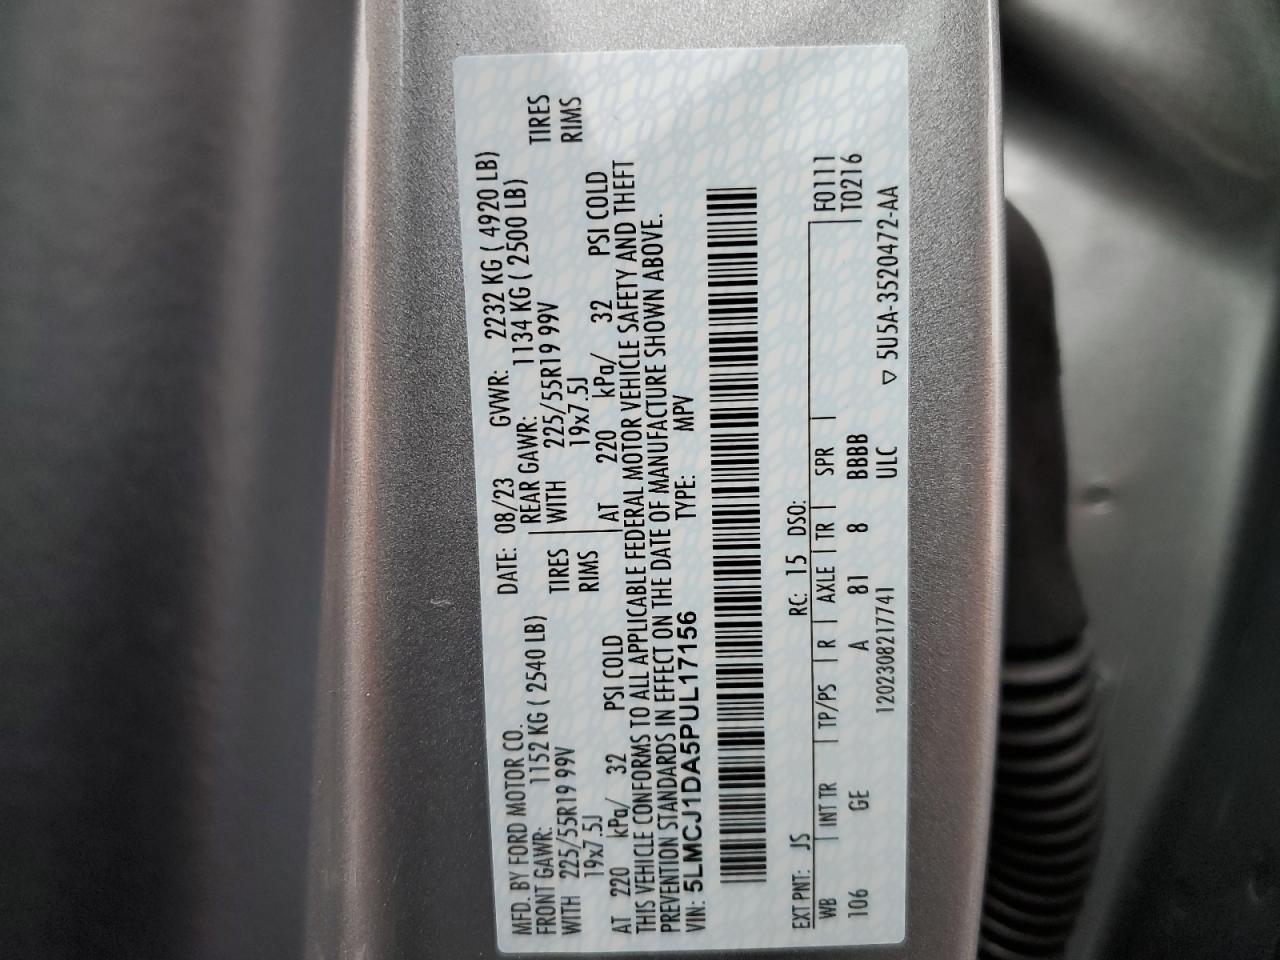 MFD. BY FORD MOTOR CO. DATE: 08/23 GVWR: 2232 KG ( 4920 LB)
FRONT GAWR: 1152 KG ( 2540 LB) REAR GAWR: 1134 KG ( 2500 LB)
WITH 225/55R19 99V TIRES WITH 225/55R19 99V TIRES
19x7.5J RIMS 19x7.5J RIMS
AT 220 kPa/ 32 PSI COLD AT 220 kPa/ 32 PSI COLD
THIS VEHICLE CONFORMS TO ALL APPLICABLE FEDERAL MOTOR VEHICLE SAFETY AND THEFT
PREVENTION STANDARDS IN EFFECT ON THE DATE OF MANUFACTURE SHOWN ABOVE.
VIN: 5LMCJ1DA5PUL17156 TYPE: MPV
EXT PNT: JS RC: 15 DSO:
WB INT TR TP/PS R AXLE TR SPR F0111
106 GE A 81 8 BBBB T0216
1202308217741 ULC ▽ 5U5A-3520472-AA